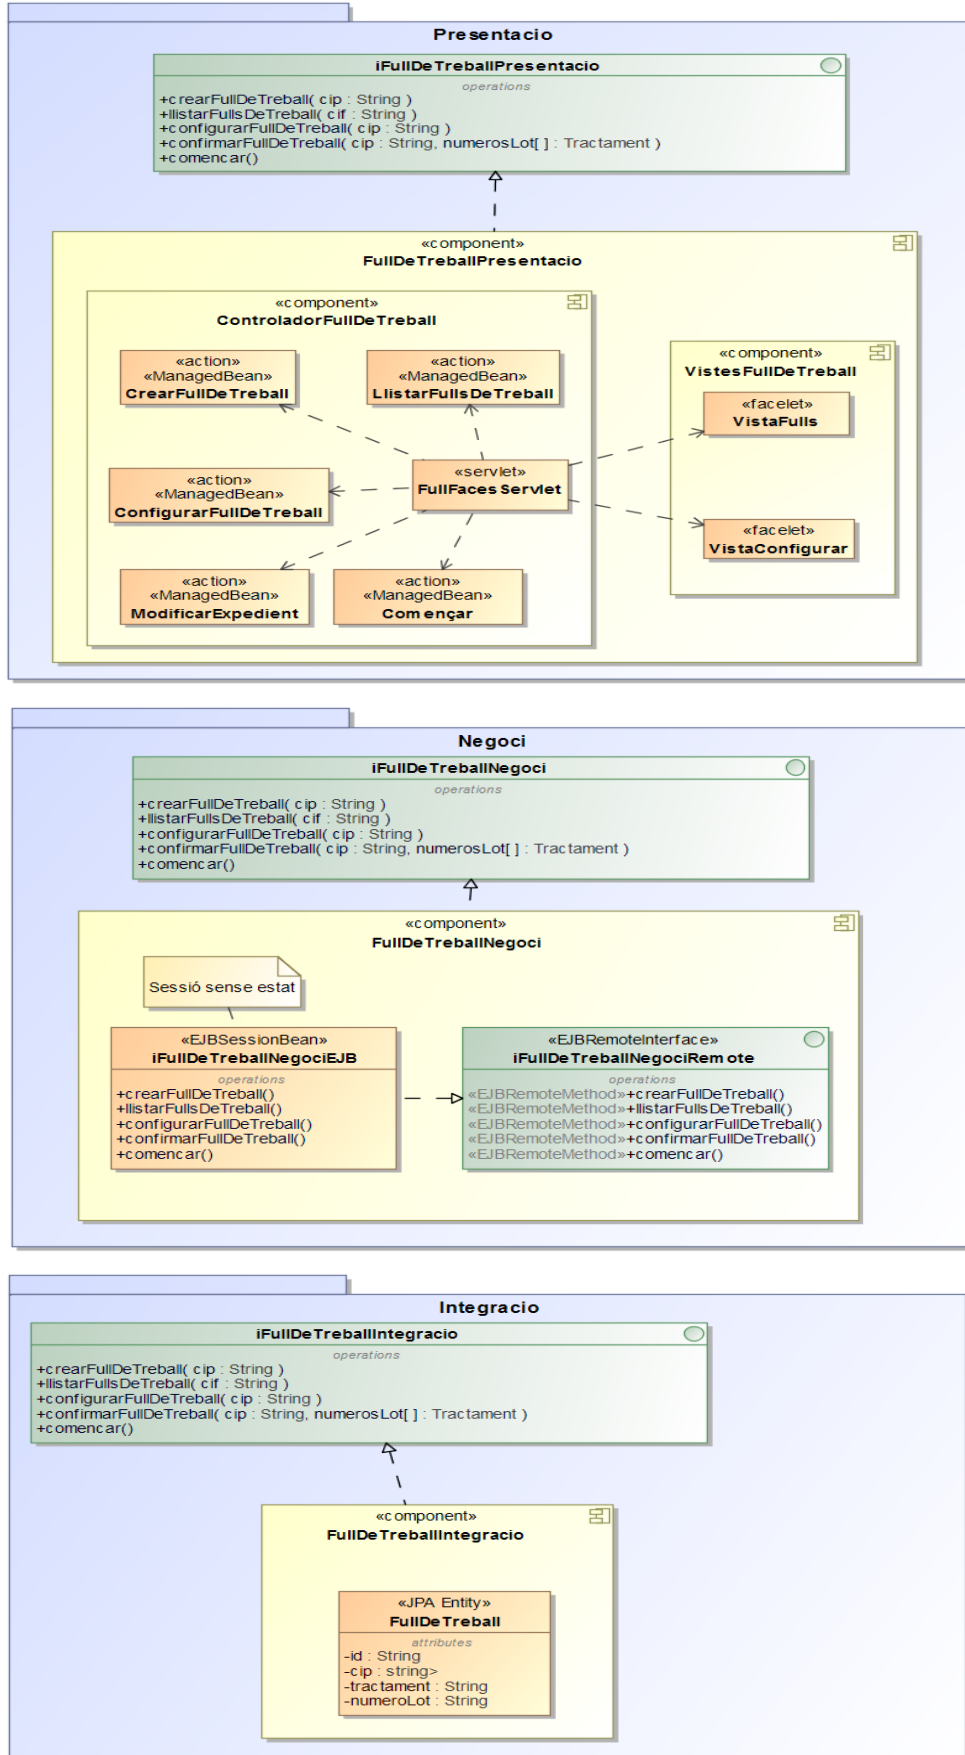 Presentacio
iFullDeTreballPresentacio
operations
+crearFullDeTreball( cip : String )
+llistarFullsDeTreball( cif : String )
+configurarFullDeTreball( cip : String )
+confirmarFullDeTreball( cip : String, numerosLot[ ] : Tractament )
+comencar()
«component»
FullDeTreballPresentacio
«component»
ControladorFullDeTreball
«action»
«ManagedBean»
CrearFullDeTreball
«action»
«ManagedBean»
LlistarFullsDeTreball
«component»
VistesFullDeTreball
«facelet»
VistaFulls
«servlet»
FullFacesServlet
«action»
«ManagedBean»
ConfigurarFullDeTreball
«facelet»
VistaConfigurar
«action»
«ManagedBean»
ModificarExpedient
«action»
«ManagedBean»
Començar
Negoci
iFullDeTreballNegoci
operations
+crearFullDeTreball( cip : String )
+llistarFullsDeTreball( cif : String )
+configurarFullDeTreball( cip : String )
+confirmarFullDeTreball( cip : String, numerosLot[ ] : Tractament )
+comencar()
«component»
FullDeTreballNegoci
Sessió sense estat
«EJBSessionBean»
iFullDeTreballNegociEJB
operations
+crearFullDeTreball()
+llistarFullsDeTreball()
+configurarFullDeTreball()
+confirmarFullDeTreball()
+comencar()
«EJBRemoteInterface»
iFullDeTreballNegociRemote
operations
«EJBRemoteMethod»+crearFullDeTreball()
«EJBRemoteMethod»+llistarFullsDeTreball()
«EJBRemoteMethod»+configurarFullDeTreball()
«EJBRemoteMethod»+confirmarFullDeTreball()
«EJBRemoteMethod»+comencar()
Integracio
iFullDeTreballIntegracio
operations
+crearFullDeTreball( cip : String )
+llistarFullsDeTreball( cif : String )
+configurarFullDeTreball( cip : String )
+confirmarFullDeTreball( cip : String, numerosLot[ ] : Tractament )
+comencar()
«component»
FullDeTreballIntegracio
«JPA Entity»
FullDeTreball
attributes
-id : String
-cip : string>
-tractament : String
-numeroLot : String